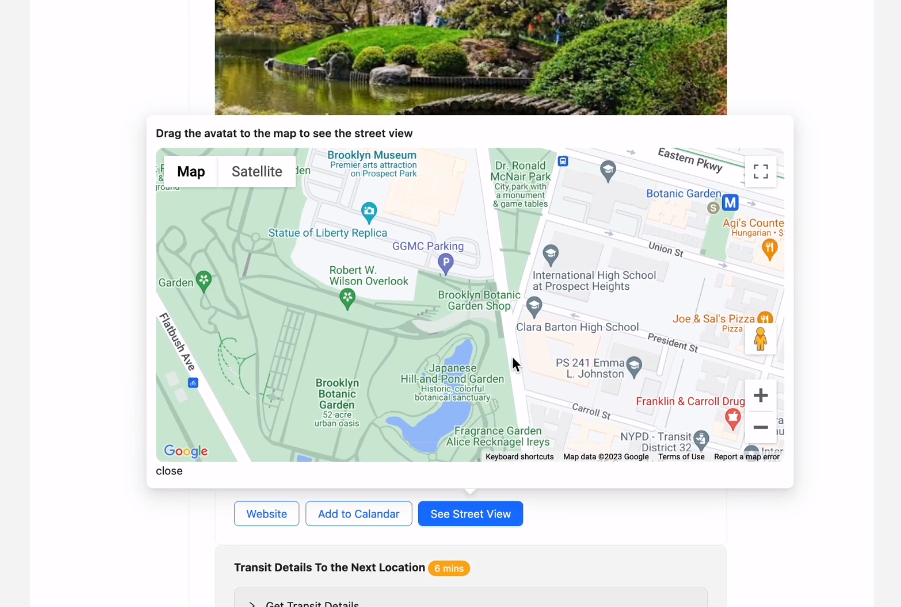 Drag the avatat to the map to see the street view
Map
Satellite
Brooklyn Museum
Premier arts attraction
on Prospect Park
Dr. Ronald
McNair Park
City park with
a monument
& game tables
Eastern Pkwy
Botanic Garden
S
M
Agi's Counte
Hungarian • $
Statue of Liberty Replica
GGMC Parking
P
Union St
Robert W.
Wilson Overlook
International High School
at Prospect Heights
Garden
Brooklyn Botanic
Garden Shop
Flatbush Ave
Clara Barton High School
Joe & Sal's Pizza
Pizza
President St
PS 241 Emma
L. Johnston
Japanese
Hill-and-Pond Garden
Historic, colorful
botanical sanctuary
Brooklyn
Botanic
Garden
52-acre
urban oasis
Carroll St
Franklin & Carroll Drug
Fragrance Garden
Alice Recknagel Ireys
NYPD - Transit
District 32
Inter
Google
Keyboard shortcuts
Map data ©2023 Google
Terms of Use
Report a map error
close
Website
Add to Calandar
See Street View
Transit Details To the Next Location 6 mins
Get Transit Details